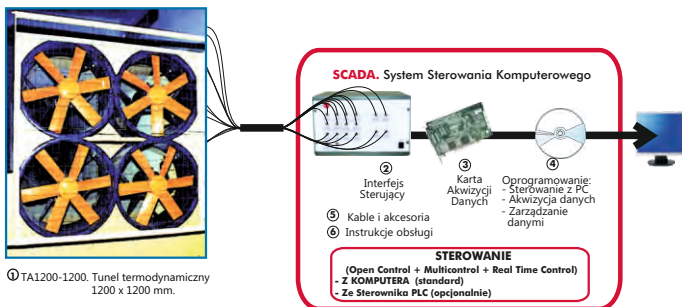 SCADA. System Sterowania Komputerowego
② Interfejs
Sterujący
③ Karta
Akwizycji
Danych
④ Oprogramowanie:
- Sterowanie z PC
- Akwizycja danych
- Zarządzanie
danymi
⑤ Kable i akcesoria
⑥ Instrukcje obsługi
① TA1200-1200. Tunel termodynamiczny
1200 x 1200 mm.
STEROWANIE
(Open Control + Multicontrol + Real Time Control)
- Z KOMPUTERA (standard)
- Ze Sterownika PLC (opcjonalnie)